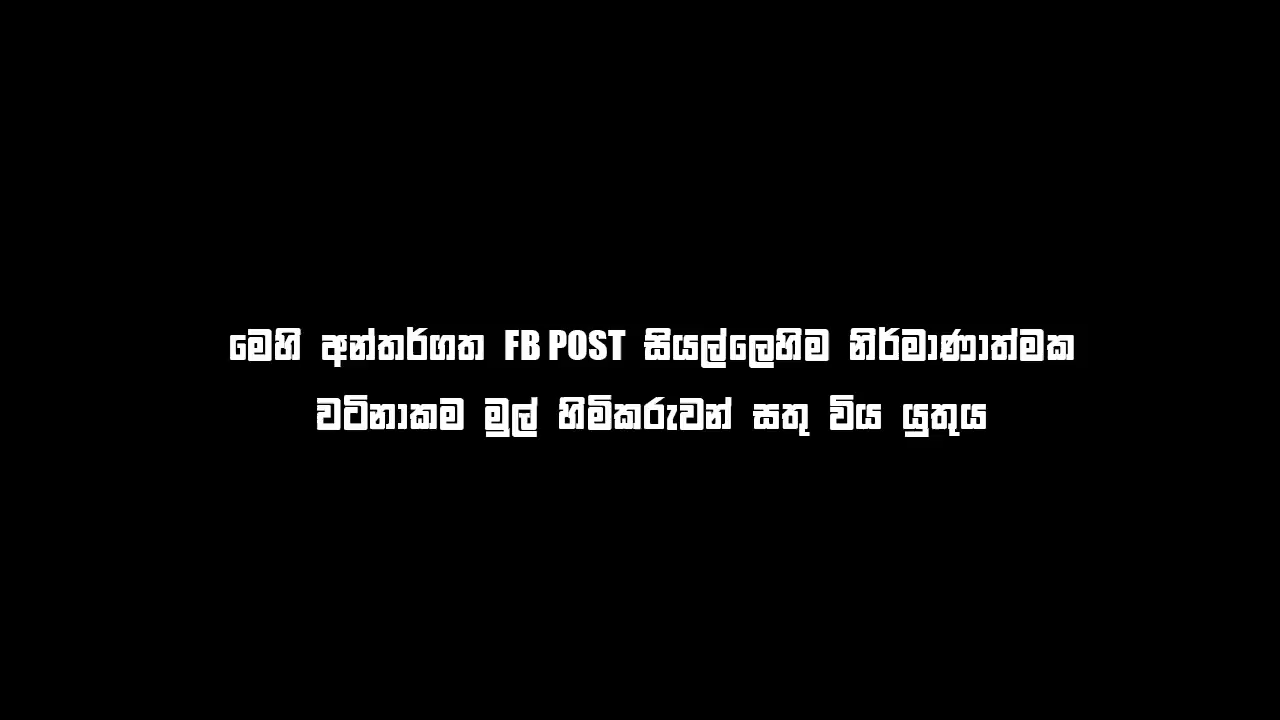 මෙහි අන්තර්ගත FB POST සියල්ලෙහිම නිර්මාණාත්මක
වටිනාකම මුල් හිමිකරුවන් සතු විය යුතුය